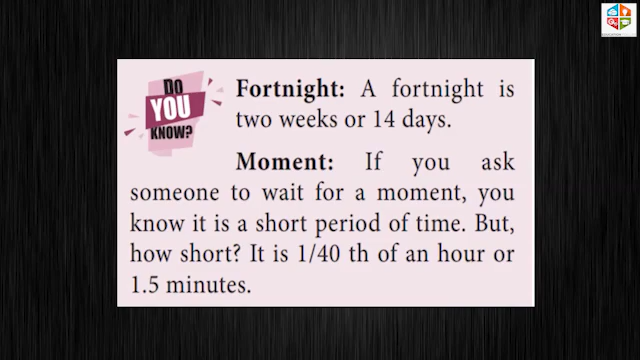 DO
YOU
KNOW?
Fortnight: A fortnight is
two weeks or 14 days.
Moment: If you ask
someone to wait for a moment, you
know it is a short period of time. But,
how short? It is 1/40 th of an hour or
1.5 minutes.